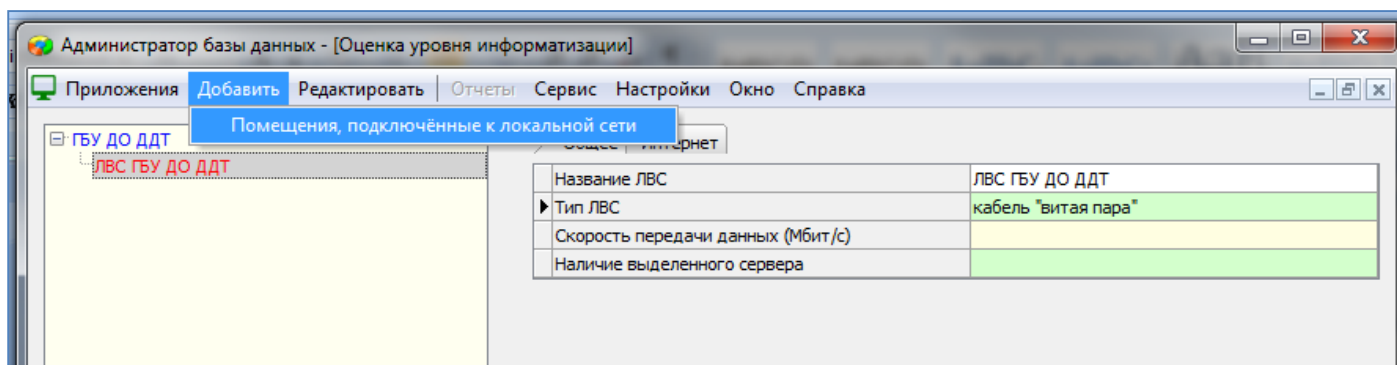 Администратор базы данных - [Оценка уровня информатизации]
Приложения Добавить Редактировать Отчеты Сервис Настройки Окно Справка
Помещения, подключённые к локальной сети
ГБУ ДО ДДТ
ЛВС ГБУ ДО ДДТ
Общее Интернет
Название ЛВС ЛВС ГБУ ДО ДДТ
Тип ЛВС кабель "витая пара"
Скорость передачи данных (Мбит/с)
Наличие выделенного сервера